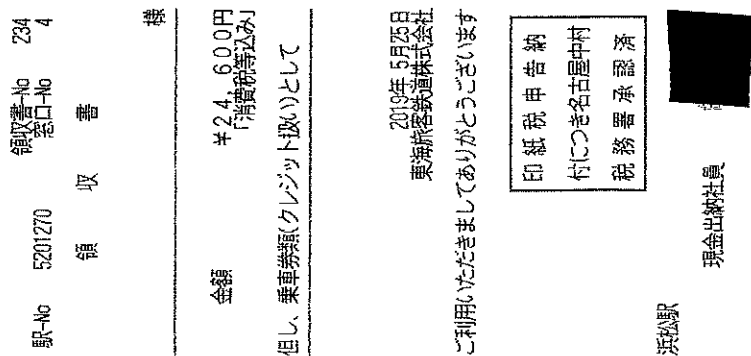 駅-No 5201270 領収書-No 234
窓口-No 4
領 収 書
様
金額 ¥24,600円
「消費税等込み」
但し、乗車券類(クレジット扱い)として
2019年 5月25日
東海旅客鉄道株式会社
ご利用いただきましてありがとうございます
印紙税申告納
付につき名古屋中村
税務署承認済
浜松駅 現金出納社員